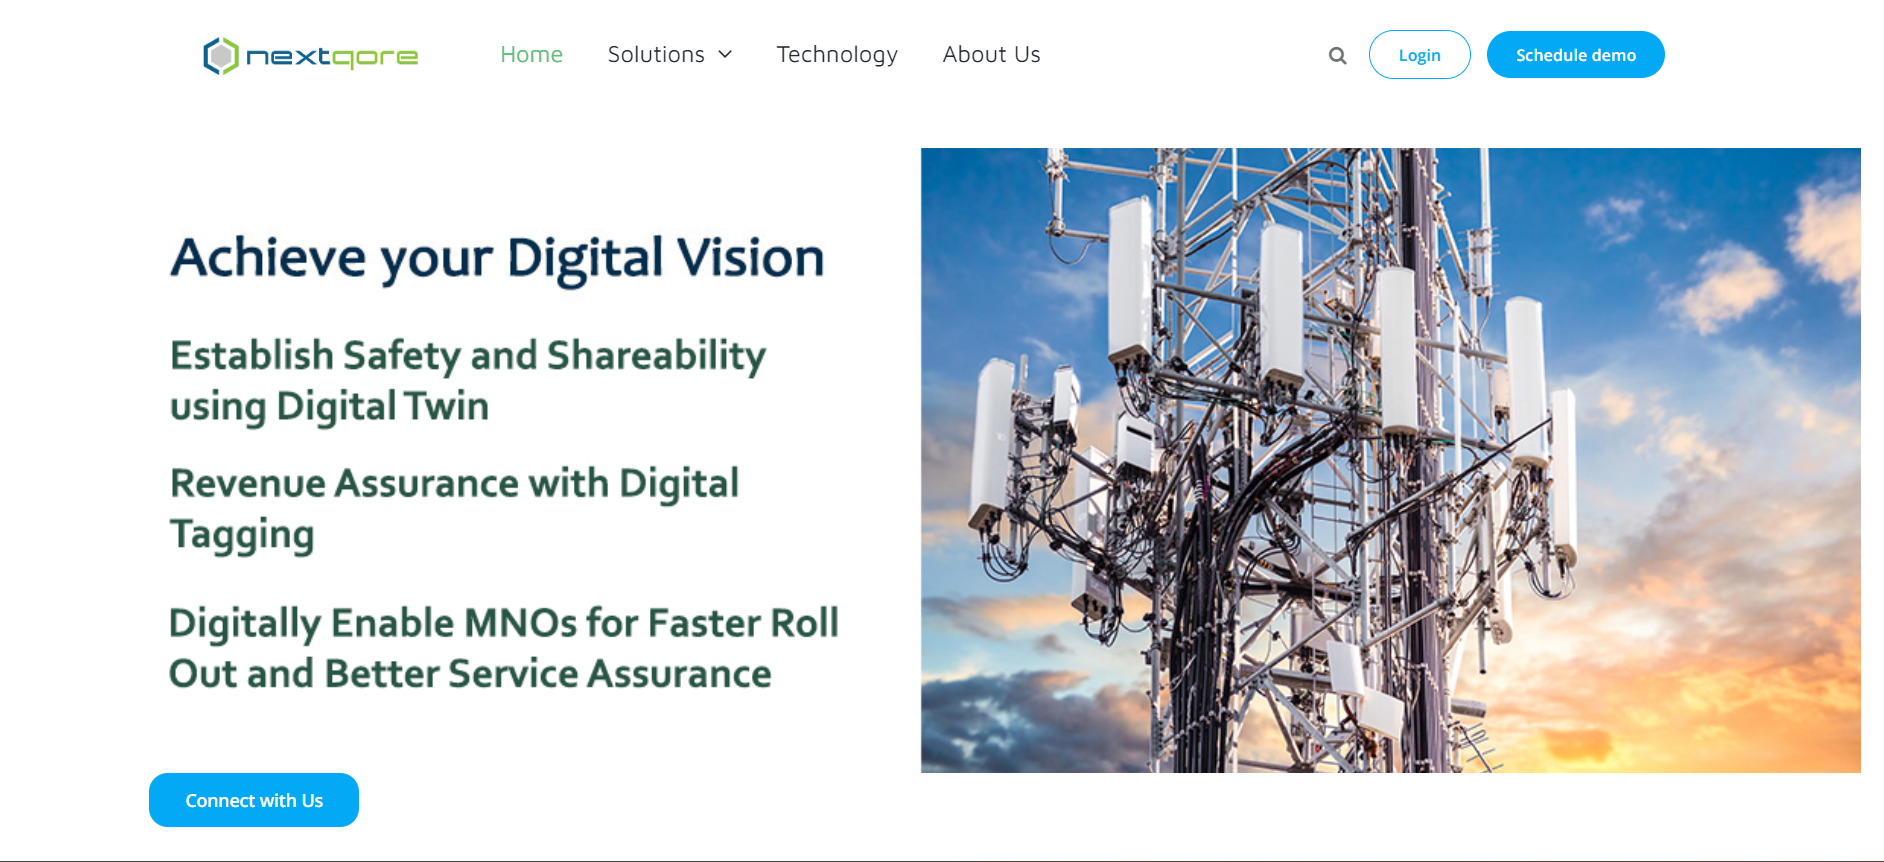 nextqore
Home
Solutions
Technology
About Us
Login
Schedule demo
Achieve your Digital Vision
Establish Safety and Shareability
using Digital Twin
Revenue Assurance with Digital
Tagging
Digitally Enable MNOs for Faster Roll
Out and Better Service Assurance
Connect with Us